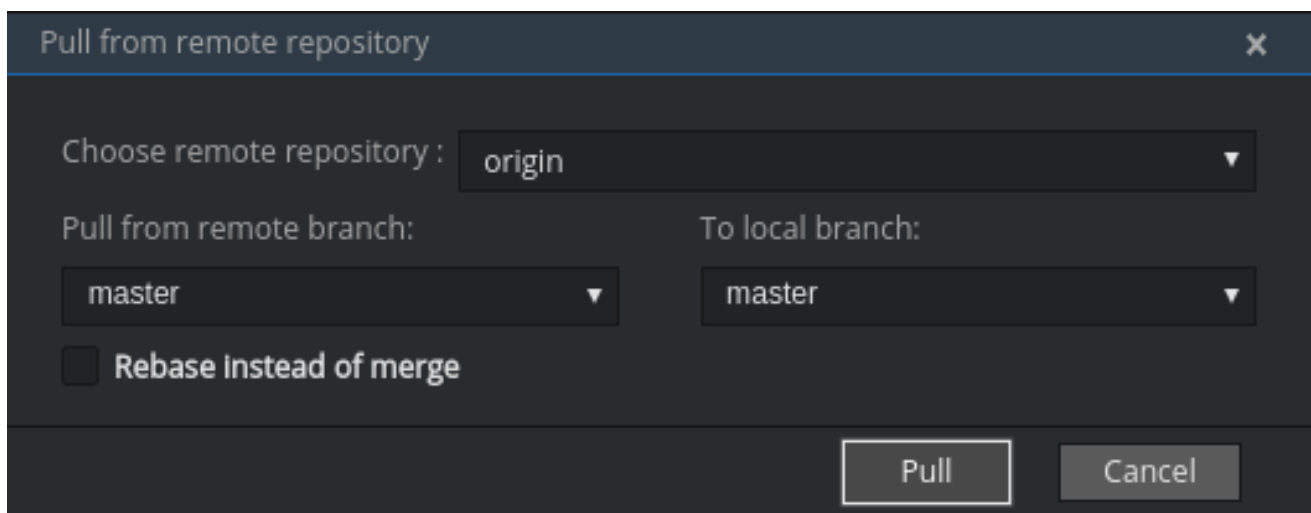 Pull from remote repository
Choose remote repository : origin
Pull from remote branch: To local branch:
master master
Rebase instead of merge
Pull Cancel